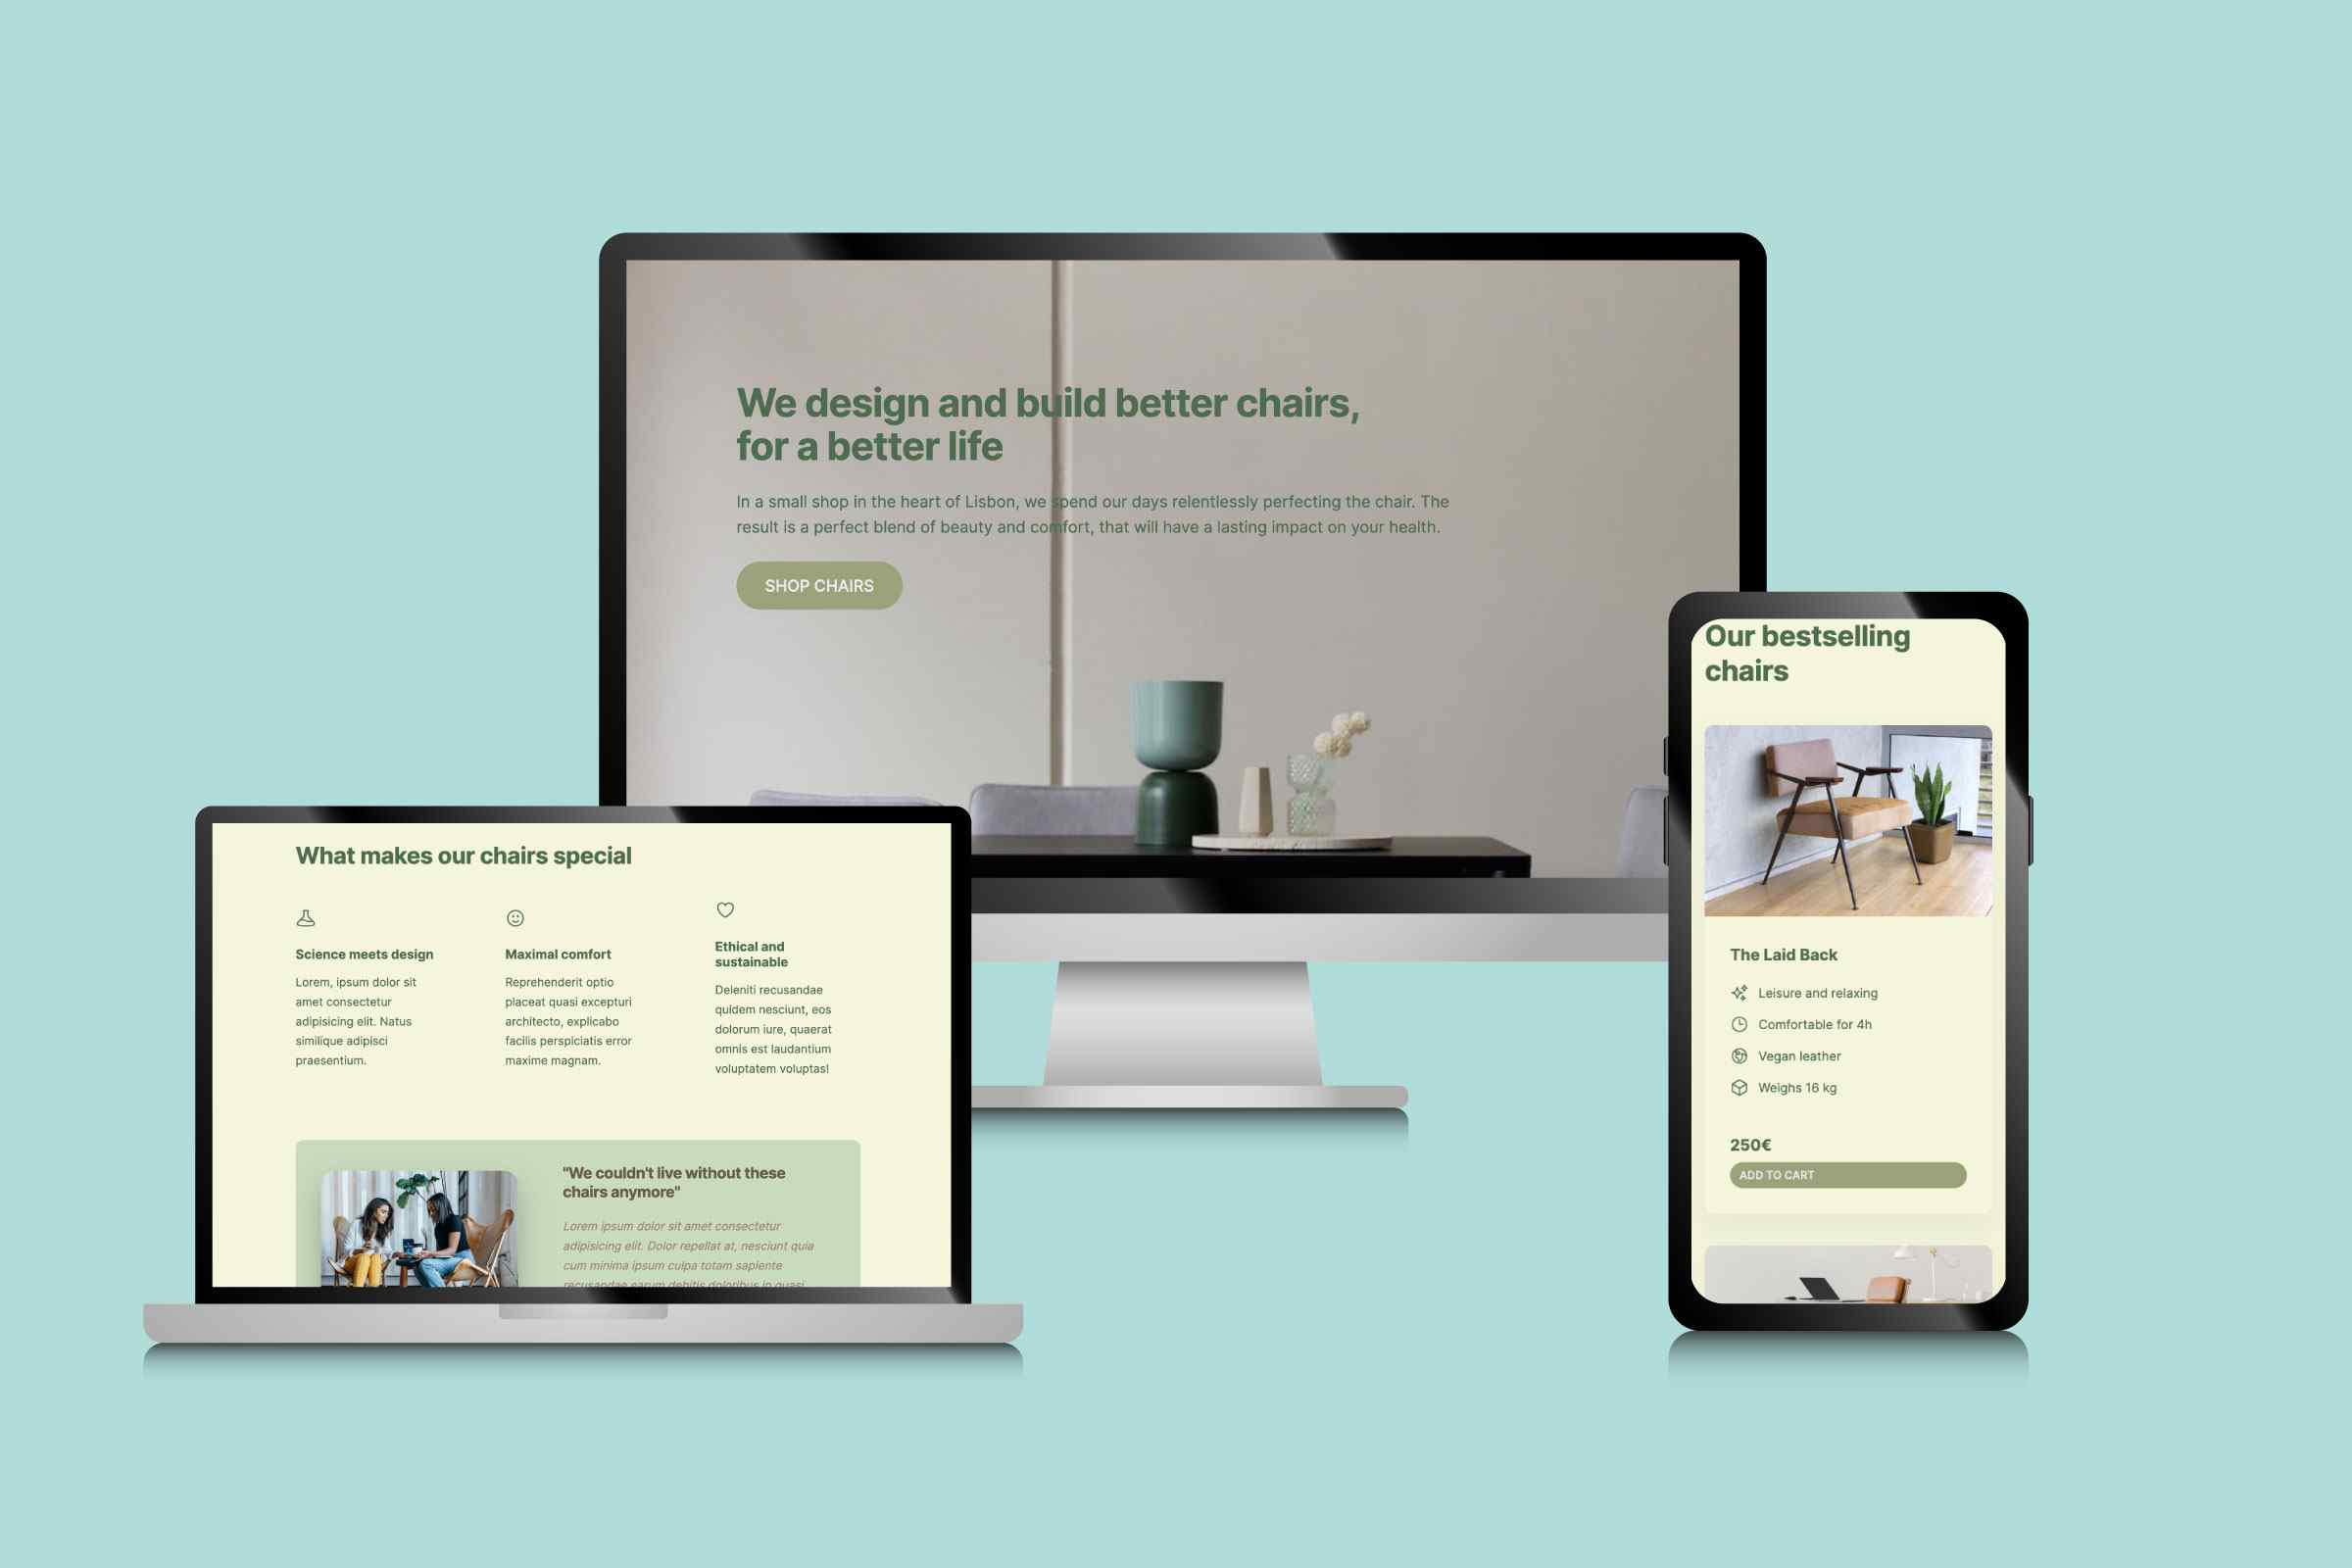 We design and build better chairs,
for a better life
In a small shop in the heart of Lisbon, we spend our days relentlessly perfecting the chair. The
result is a perfect blend of beauty and comfort, that will have a lasting impact on your health.
SHOP CHAIRS
What makes our chairs special
Science meets design
Lorem, ipsum dolor sit
amet consectetur
adipisicing elit. Natus
similique adipisci
praesentium.
Maximal comfort
Reprehenderit optio
placeat quasi excepturi
architecto, explicabo
facilis perspiciatis error
maxime magnam.
Ethical and
sustainable
Deleniti recusandae
quidem nesciunt, eos
dolorum iure, quaerat
omnis est laudantium
voluptatem voluptas!
"We couldn't live without these
chairs anymore"
Lorem ipsum dolor sit amet consectetur
adipisicing elit. Dolor repellat at, nesciunt quia
cum minima ipsum culpa totam sapiente
recusandae earum debitis doloribus in quasi
Our bestselling
chairs
The Laid Back
Leisure and relaxing
Comfortable for 4h
Vegan leather
Weighs 16 kg
250€
ADD TO CART